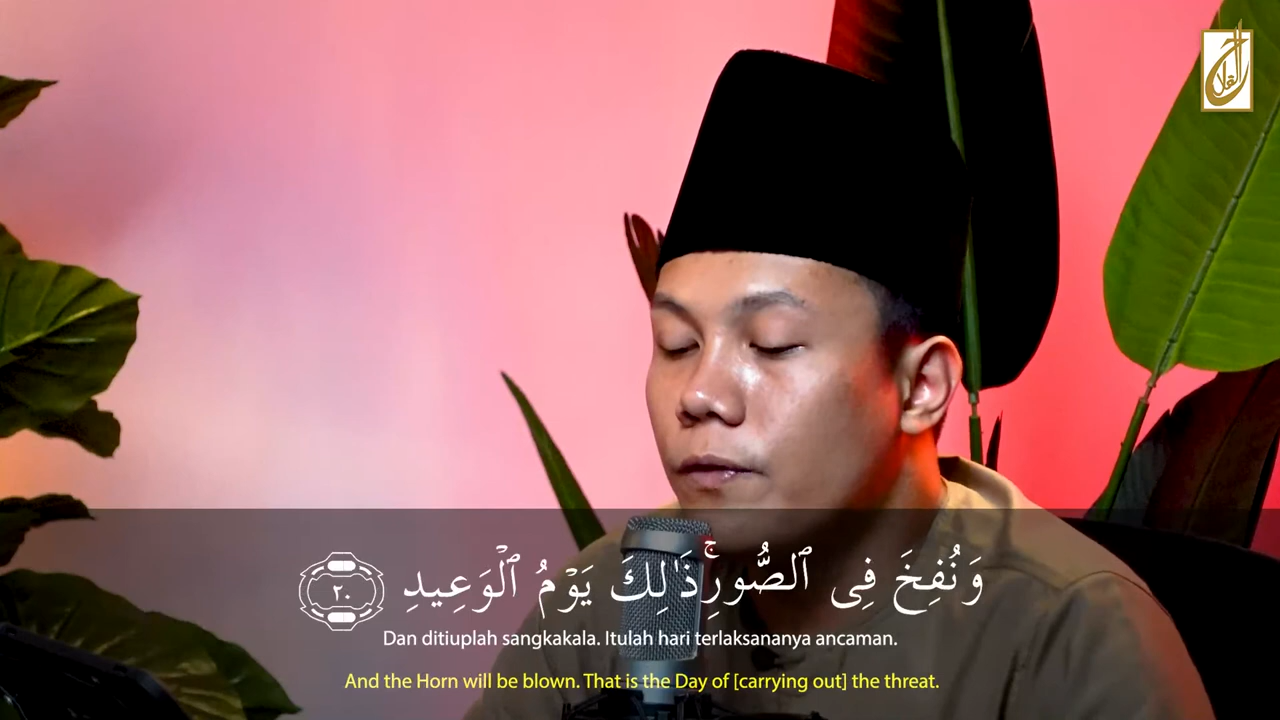 وَنُفِخَ فِى ٱلصُّورِ ۚ ذَٰلِكَ يَوْمُ ٱلْوَعِيدِ ٢٠
Dan ditiuplah sangkakala. Itulah hari terlaksananya ancaman.
And the Horn will be blown. That is the Day of [carrying out] the threat.